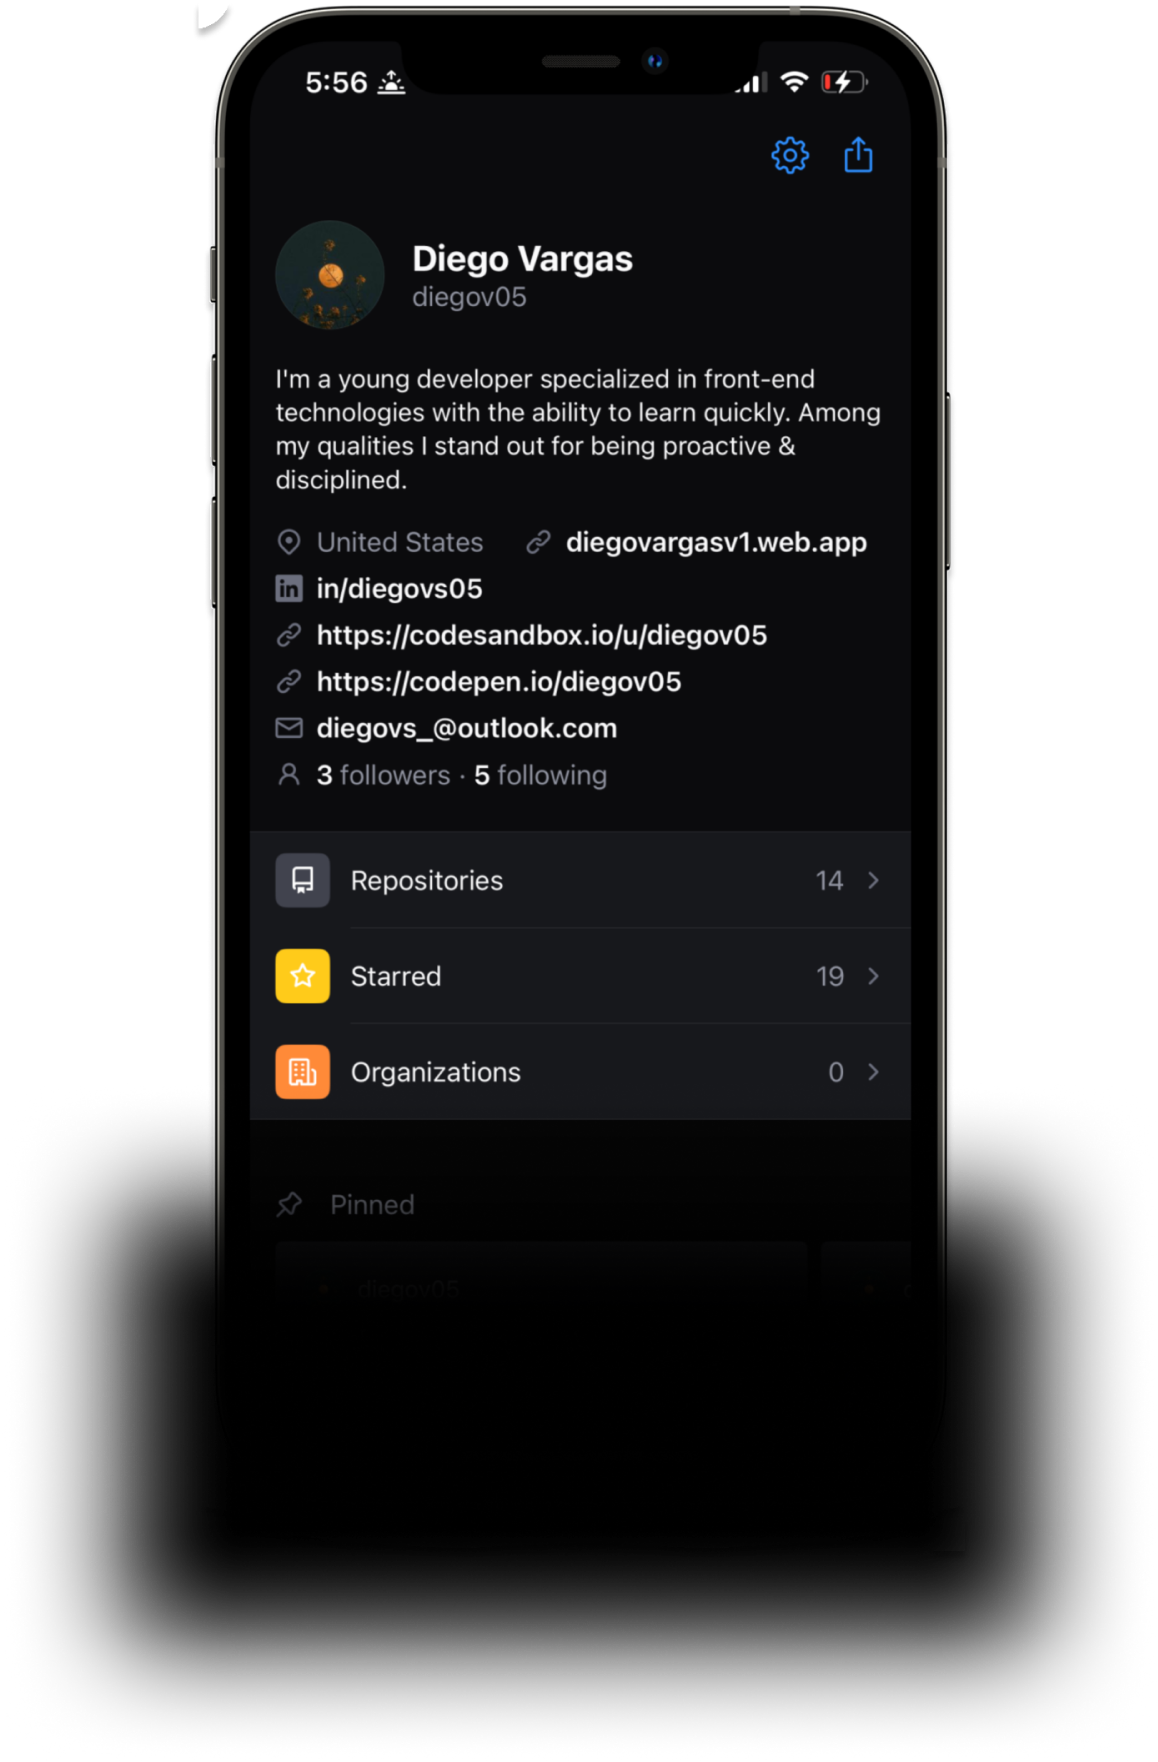 5:56
Diego Vargas
diegov05
I'm a young developer specialized in front-end
technologies with the ability to learn quickly. Among
my qualities I stand out for being proactive &
disciplined.
United States diegovargasv1.web.app
in in/diegovs05
https://codesandbox.io/u/diegov05
https://codepen.io/diegov05
diegovs_@outlook.com
3 followers · 5 following
Repositories 14
Starred 19
Organizations 0
Pinned
diegov05